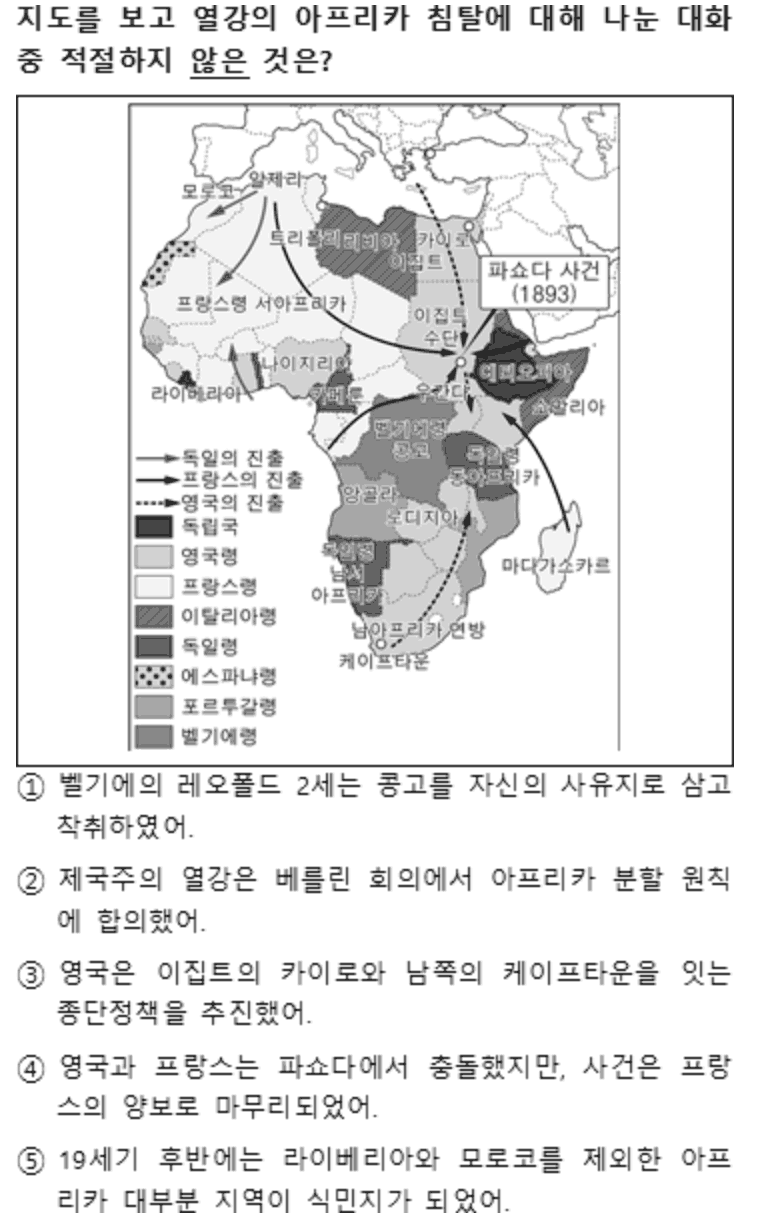 지도를 보고 열강의 아프리카 침탈에 대해 나눈 대화
중 적절하지 않은 것은?
알제리
모로코
트리폴리
리비아
카이로
이집트
파쇼다 사건
(1893)
프랑스령 서아프리카
이집트
수단
나이지리아
에티오피아
라이베리아
카메룬
우간다
소말리아
벨기에령
콩고
독일령
동아프리카
앙골라
로디지아
독일령
남서
아프리카
마다가스카르
남아프리카 연방
케이프타운
독일의 진출
프랑스의 진출
영국의 진출
독립국
영국령
프랑스령
이탈리아령
독일령
에스파냐령
포르투갈령
벨기에령
① 벨기에의 레오폴드 2세는 콩고를 자신의 사유지로 삼고
착취하였어.
② 제국주의 열강은 베를린 회의에서 아프리카 분할 원칙
에 합의했어.
③ 영국은 이집트의 카이로와 남쪽의 케이프타운을 잇는
종단정책을 추진했어.
④ 영국과 프랑스는 파쇼다에서 충돌했지만, 사건은 프랑
스의 양보로 마무리되었어.
⑤ 19세기 후반에는 라이베리아와 모로코를 제외한 아프
리카 대부분 지역이 식민지가 되었어.